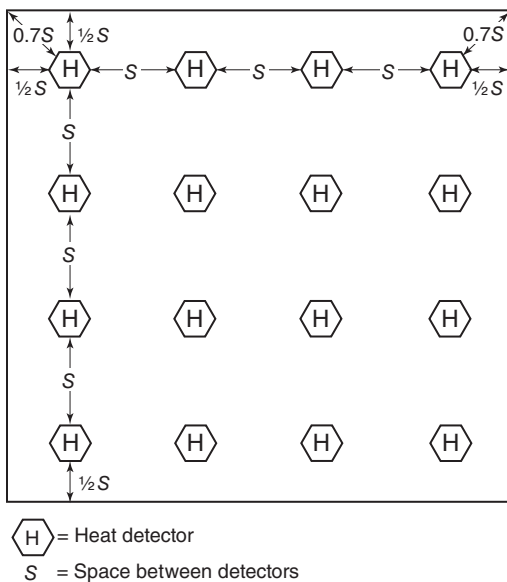 0.7S ½S 0.7S
H S H S H S H
½S ½S
S
H H H H
S
H H H H
S
H H H H
½S
H = Heat detector
S = Space between detectors